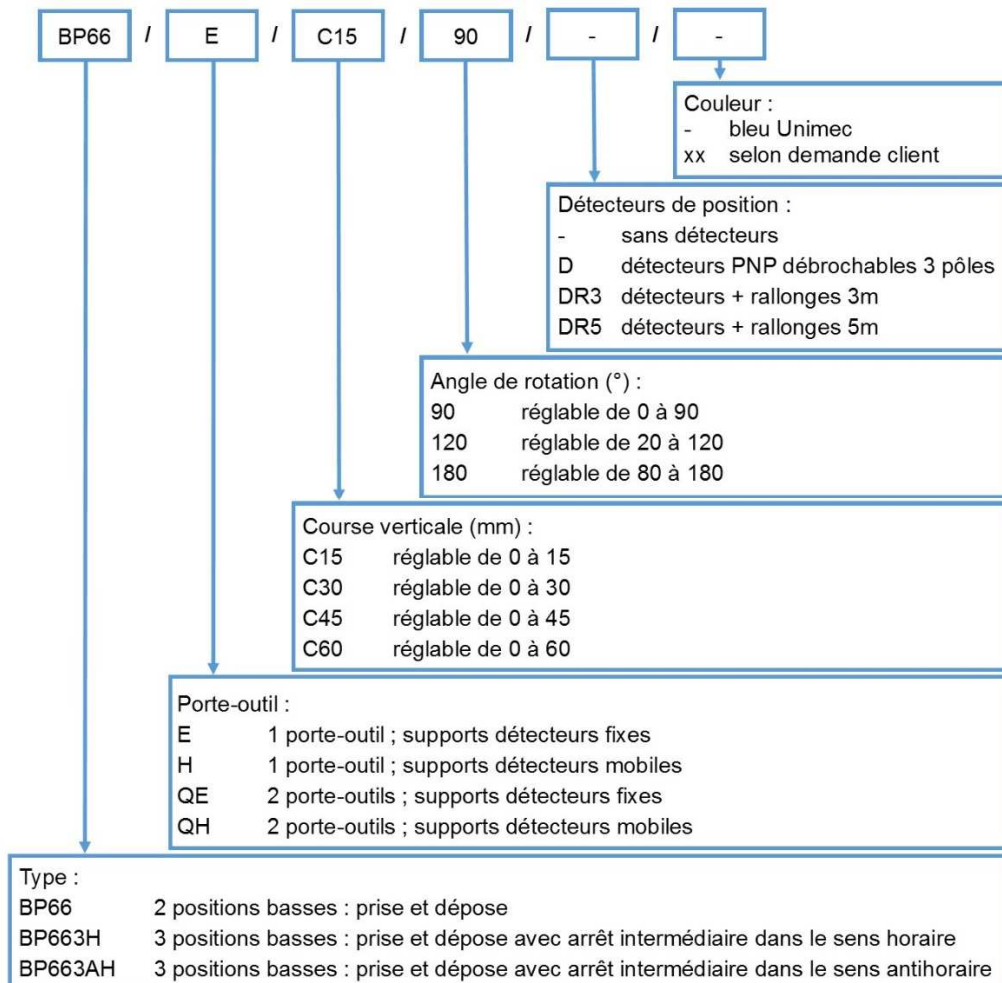 BP66 / E / C15 / 90 / - / -
Couleur :
- bleu Unimec
xx selon demande client
Détecteurs de position :
- sans détecteurs
D détecteurs PNP débrochables 3 pôles
DR3 détecteurs + rallonges 3m
DR5 détecteurs + rallonges 5m
Angle de rotation (°) :
90 réglable de 0 à 90
120 réglable de 20 à 120
180 réglable de 80 à 180
Course verticale (mm) :
C15 réglable de 0 à 15
C30 réglable de 0 à 30
C45 réglable de 0 à 45
C60 réglable de 0 à 60
Porte-outil :
E 1 porte-outil ; supports détecteurs fixes
H 1 porte-outil ; supports détecteurs mobiles
QE 2 porte-outils ; supports détecteurs fixes
QH 2 porte-outils ; supports détecteurs mobiles
Type :
BP66 2 positions basses : prise et dépose
BP663H 3 positions basses : prise et dépose avec arrêt intermédiaire dans le sens horaire
BP663AH 3 positions basses : prise et dépose avec arrêt intermédiaire dans le sens antihoraire